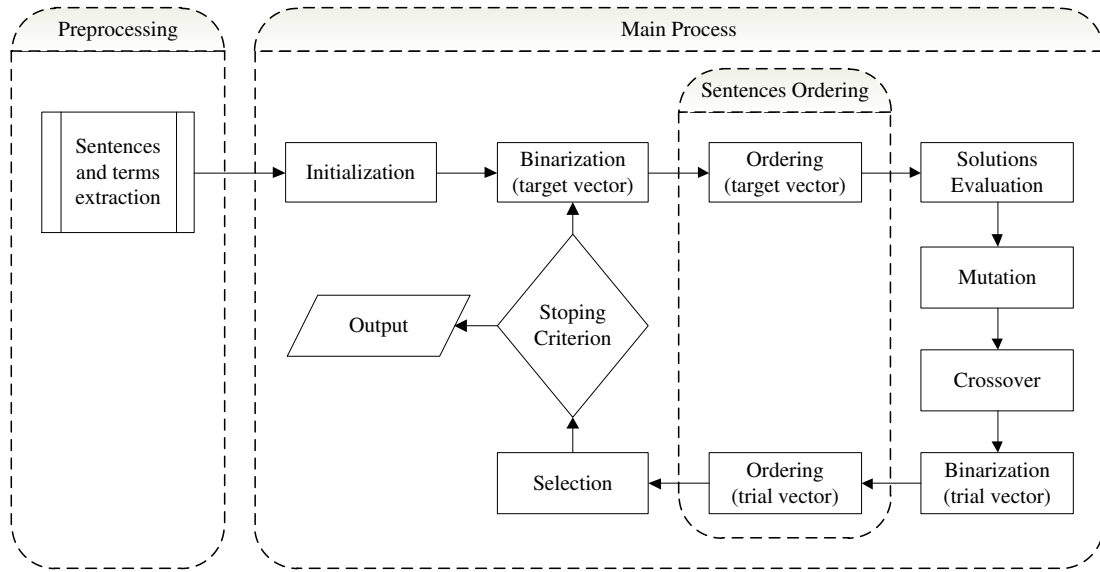 Preprocessing
Main Process
Sentences Ordering
Sentences
and terms
extraction
Initialization
Binarization
(target vector)
Ordering
(target vector)
Solutions
Evaluation
Mutation
Output
Stoping
Criterion
Crossover
Selection
Ordering
(trial vector)
Binarization
(trial vector)